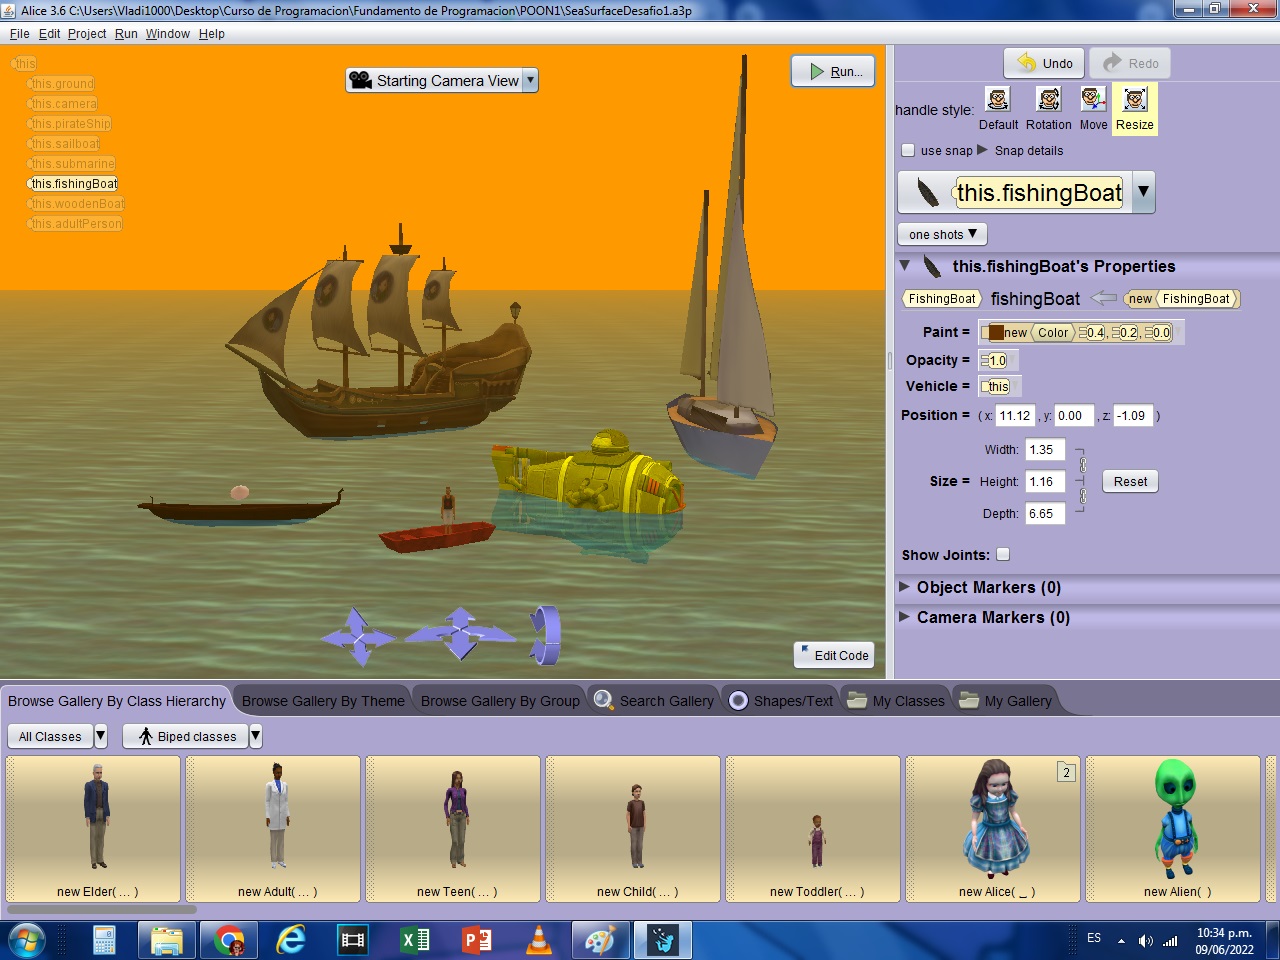 Alice 3.6 C:\Users\Vladi1000\Desktop\Curso de Programacion\Fundamento de Programacion\POON1\SeaSurfaceDesafio1.a3p
File Edit Project Run Window Help
this
this.ground
this.camera
this.pirateShip
this.sailboat
this.submarine
this.fishingBoat
this.woodenBoat
this.adultPerson
Starting Camera View
Run...
Edit Code
Undo Redo
handle style:
Default Rotation Move Resize
use snap Snap details
this.fishingBoat
one shots
this.fishingBoat's Properties
FishingBoat fishingBoat new FishingBoat
Paint = new Color 0.4, 0.2, 0.0
Opacity = 1.0
Vehicle = this
Position = ( x: 11.12 , y: 0.00 , z: -1.09 )
Width: 1.35
Size = Height: 1.16 Reset
Depth: 6.65
Show Joints:
Object Markers (0)
Camera Markers (0)
Browse Gallery By Class Hierarchy Browse Gallery By Theme Browse Gallery By Group Search Gallery Shapes/Text My Classes My Gallery
All Classes Biped classes
2
new Elder( ... ) new Adult( ... ) new Teen( ... ) new Child( ... ) new Toddler( ... ) new Alice( _ ) new Alien( )
ES 10:34 p.m.
09/06/2022